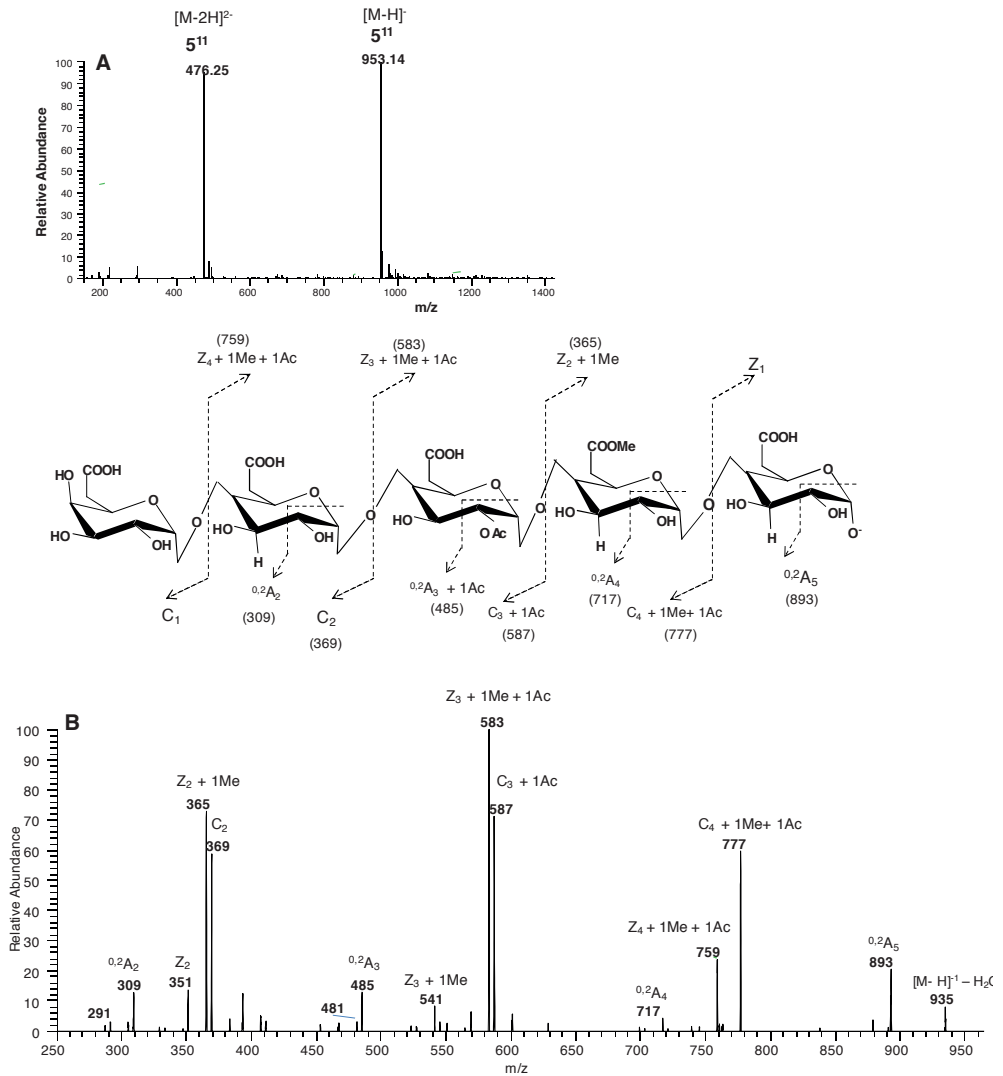 [M-2H]2- [M-H]-
5¹¹ 5¹¹
476.25 953.14
A
Relative Abundance
100
90
80
70
60
50
40
30
20
10
0
200 400 600 800 1000 1200 1400
m/z
(759) (583) (365)
Z₄ + 1Me + 1Ac Z₃ + 1Me + 1Ac Z₂ + 1Me Z₁
HO COOH COOH COOH COOMe COOH
O O O O O
HO OH O HO OH O HO OAc O HO OH O HO OH O-
H H H
C₁ ⁰,²A₂ C₂ ⁰,²A₃ + 1Ac C₃ + 1Ac ⁰,²A₄ C₄ + 1Me+ 1Ac ⁰,²A₅
(309) (369) (485) (587) (717) (777) (893)
B
Z₃ + 1Me + 1Ac
583
Z₂ + 1Me C₃ + 1Ac
365 587
C₂ C₄ + 1Me+ 1Ac
369 777
Z₄ + 1Me + 1Ac
759
⁰,²A₂ Z₂ ⁰,²A₃ Z₃ + 1Me ⁰,²A₄ ⁰,²A₅ [M- H]⁻¹ – H₂O
291 309 351 481 485 541 717 893 935
Relative Abundance
100
90
80
70
60
50
40
30
20
10
0
250 300 350 400 450 500 550 600 650 700 750 800 850 900 950
m/z